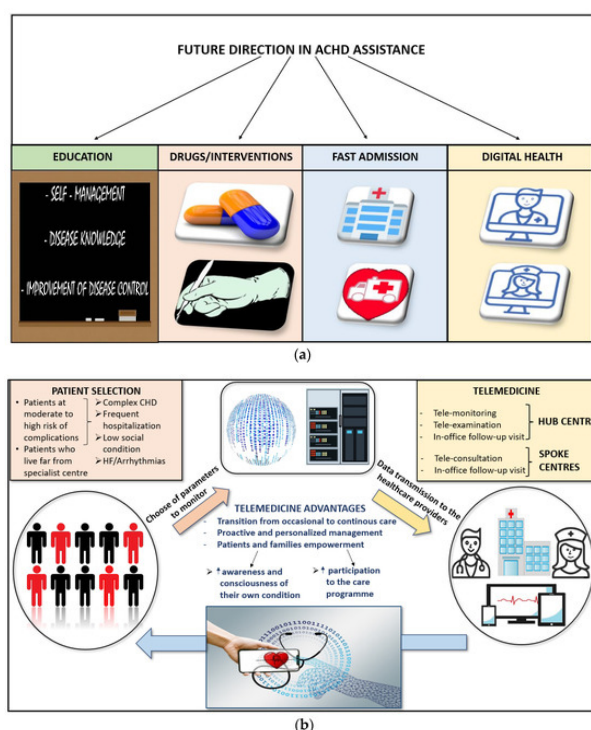 FUTURE DIRECTION IN ACHD ASSISTANCE
EDUCATION
DRUGS/INTERVENTIONS
FAST ADMISSION
DIGITAL HEALTH
- SELF - MANAGEMENT
- DISEASE KNOWLEDGE
- IMPROVEMENT OF DISEASE CONTROL
(a)
PATIENT SELECTION
• Patients at
moderate to
high risk of
complications
• Patients who
live far from
specialist centre
➢ Complex CHD
➢ Frequent
hospitalization
➢ Low social
condition
➢ HF/Arrhythmias
TELEMEDICINE
- Tele-monitoring
- Tele-examination
- In-office follow-up visit
HUB CENTRE
- Tele-consultation
- In-office follow-up visit
SPOKE
CENTRES
Choose of parameters
to monitor
Data transmission to the
healthcare providers
TELEMEDICINE ADVANTAGES
- Transition from occasional to continous care
- Proactive and personalized management
- Patients and families empowerment
➢ ↑ awareness and
consciousness of
their own condition
➢ ↑ participation
to the care
programme
(b)